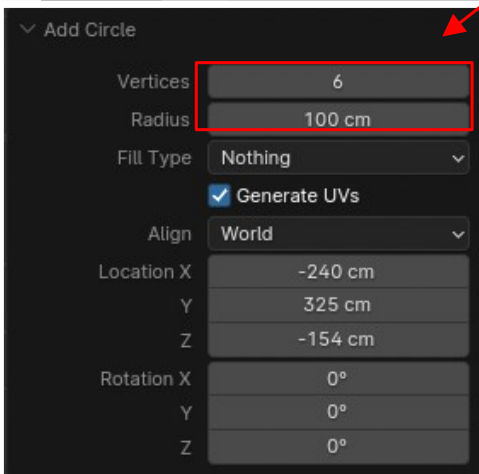 Add Circle
Vertices 6
Radius 100 cm
Fill Type Nothing
Generate UVs
Align World
Location X -240 cm
Y 325 cm
Z -154 cm
Rotation X 0°
Y 0°
Z 0°